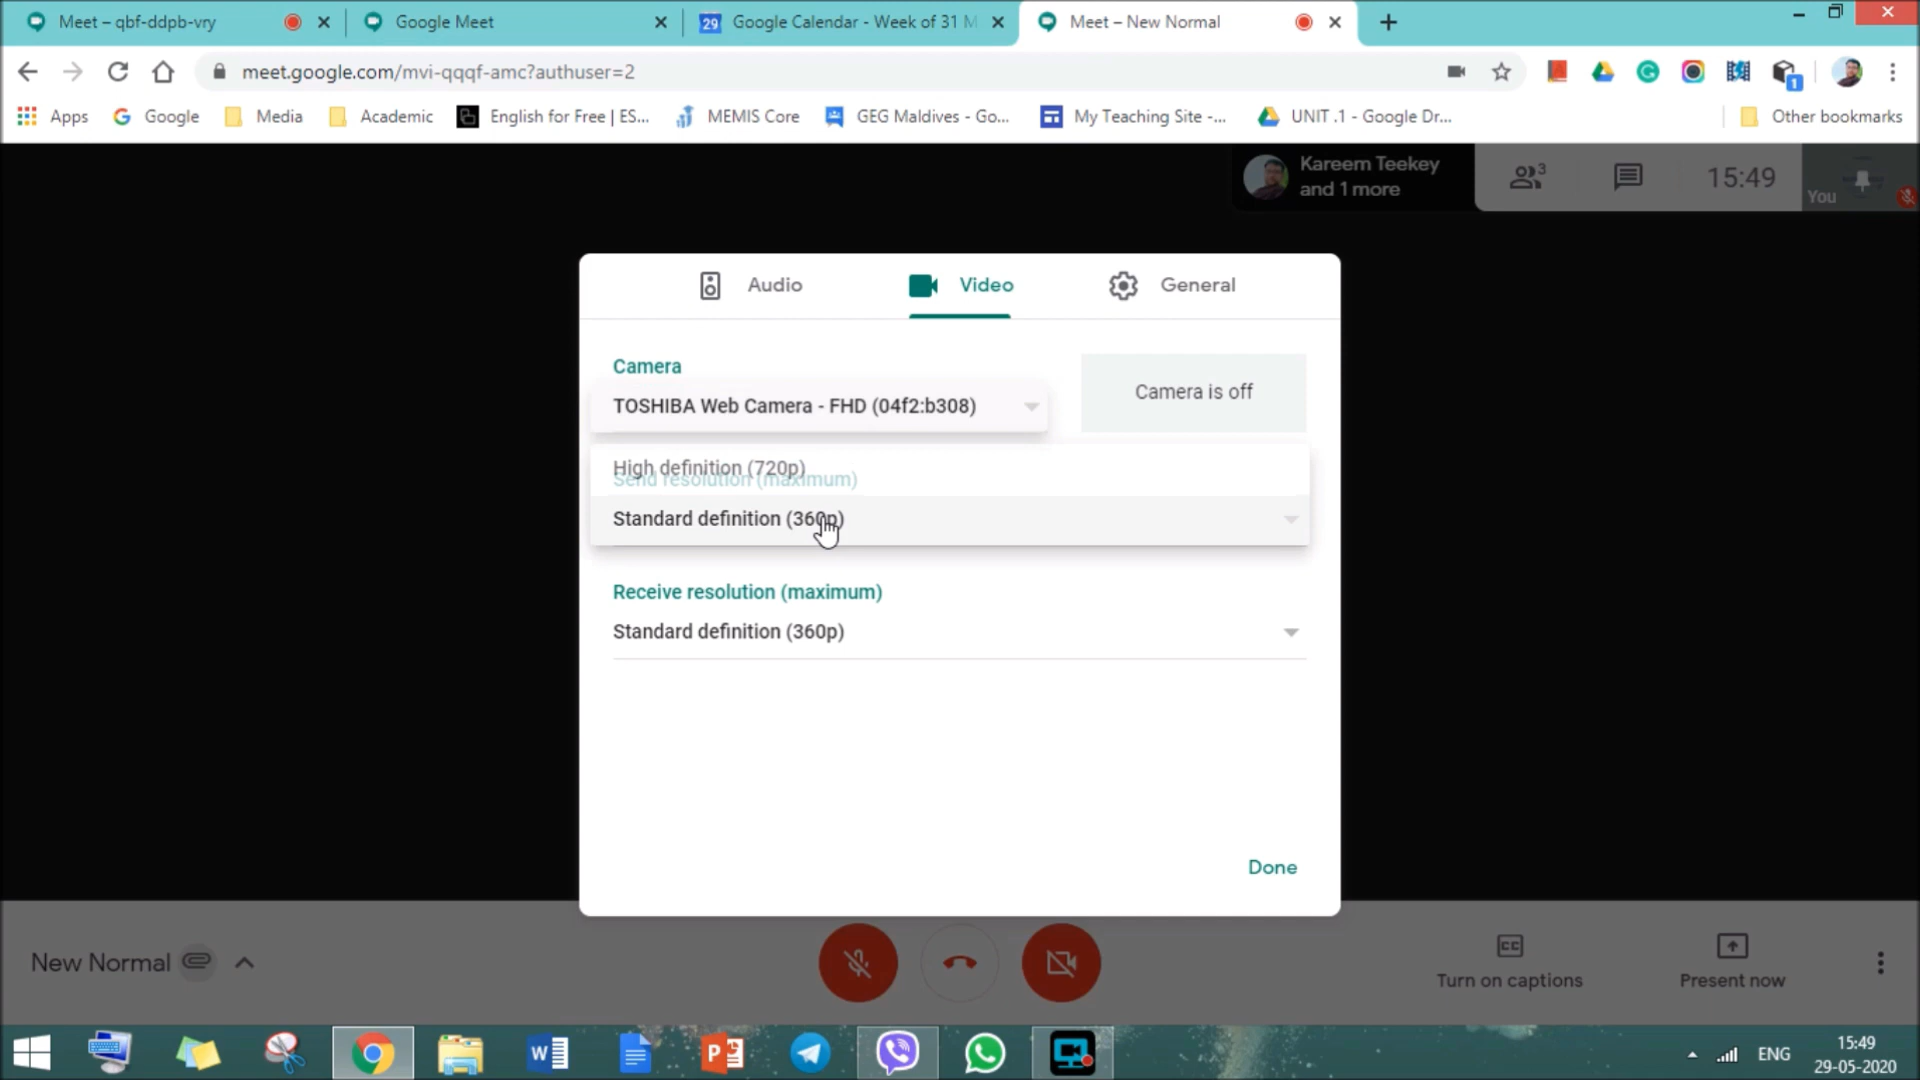 Meet – qbf-ddpb-vry
Google Meet
Google Calendar - Week of 31 M
Meet – New Normal
meet.google.com/mvi-qqqf-amc?authuser=2
Apps
Google
Media
Academic
English for Free | ES...
MEMIS Core
GEG Maldives - Go...
My Teaching Site -...
UNIT .1 - Google Dr...
Other bookmarks
Kareem Teekey
and 1 more
3
15:49
You
Audio
Video
General
Camera
TOSHIBA Web Camera - FHD (04f2:b308)
Camera is off
High definition (720p)
Send resolution (maximum)
Standard definition (360p)
Receive resolution (maximum)
Standard definition (360p)
Done
New Normal
Turn on captions
Present now
ENG
15:49
29-05-2020